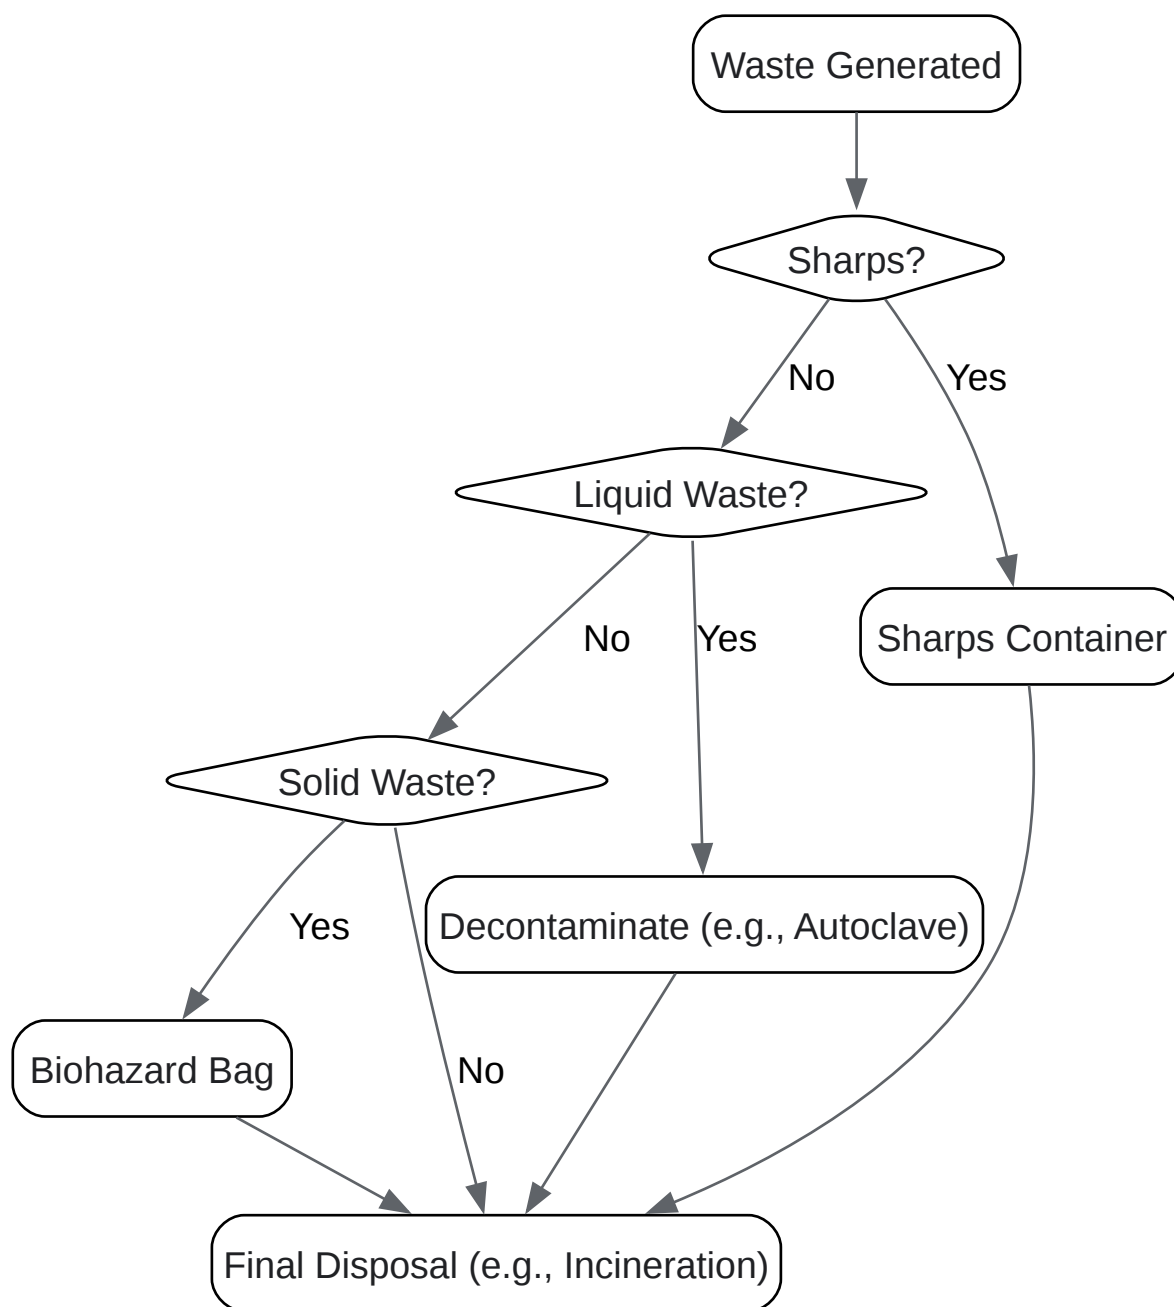 Waste Generated
Sharps?
No
Yes
Liquid Waste?
No
Yes
Sharps Container
Solid Waste?
Yes
Decontaminate (e.g., Autoclave)
Biohazard Bag
No
Final Disposal (e.g., Incineration)